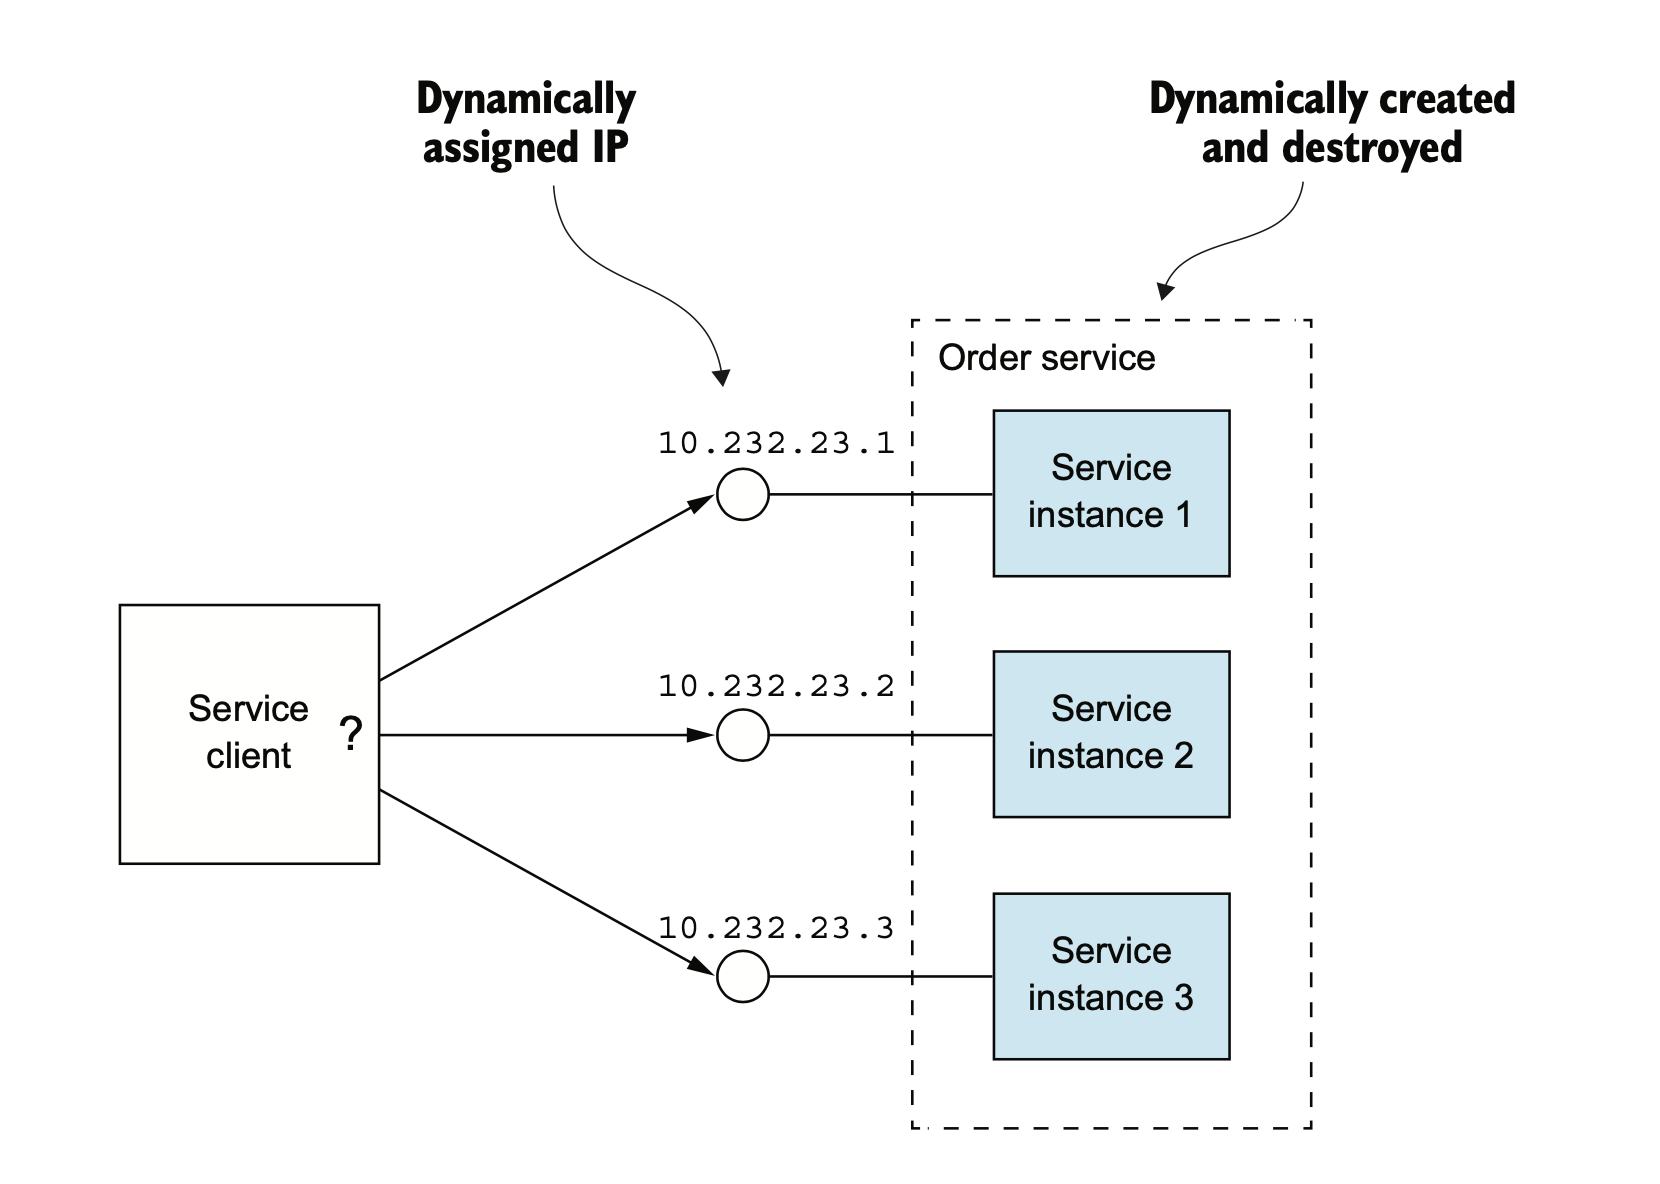 Dynamically
assigned IP
Dynamically created
and destroyed
Order service
10.232.23.1
Service
instance 1
Service
client
?
10.232.23.2
Service
instance 2
10.232.23.3
Service
instance 3